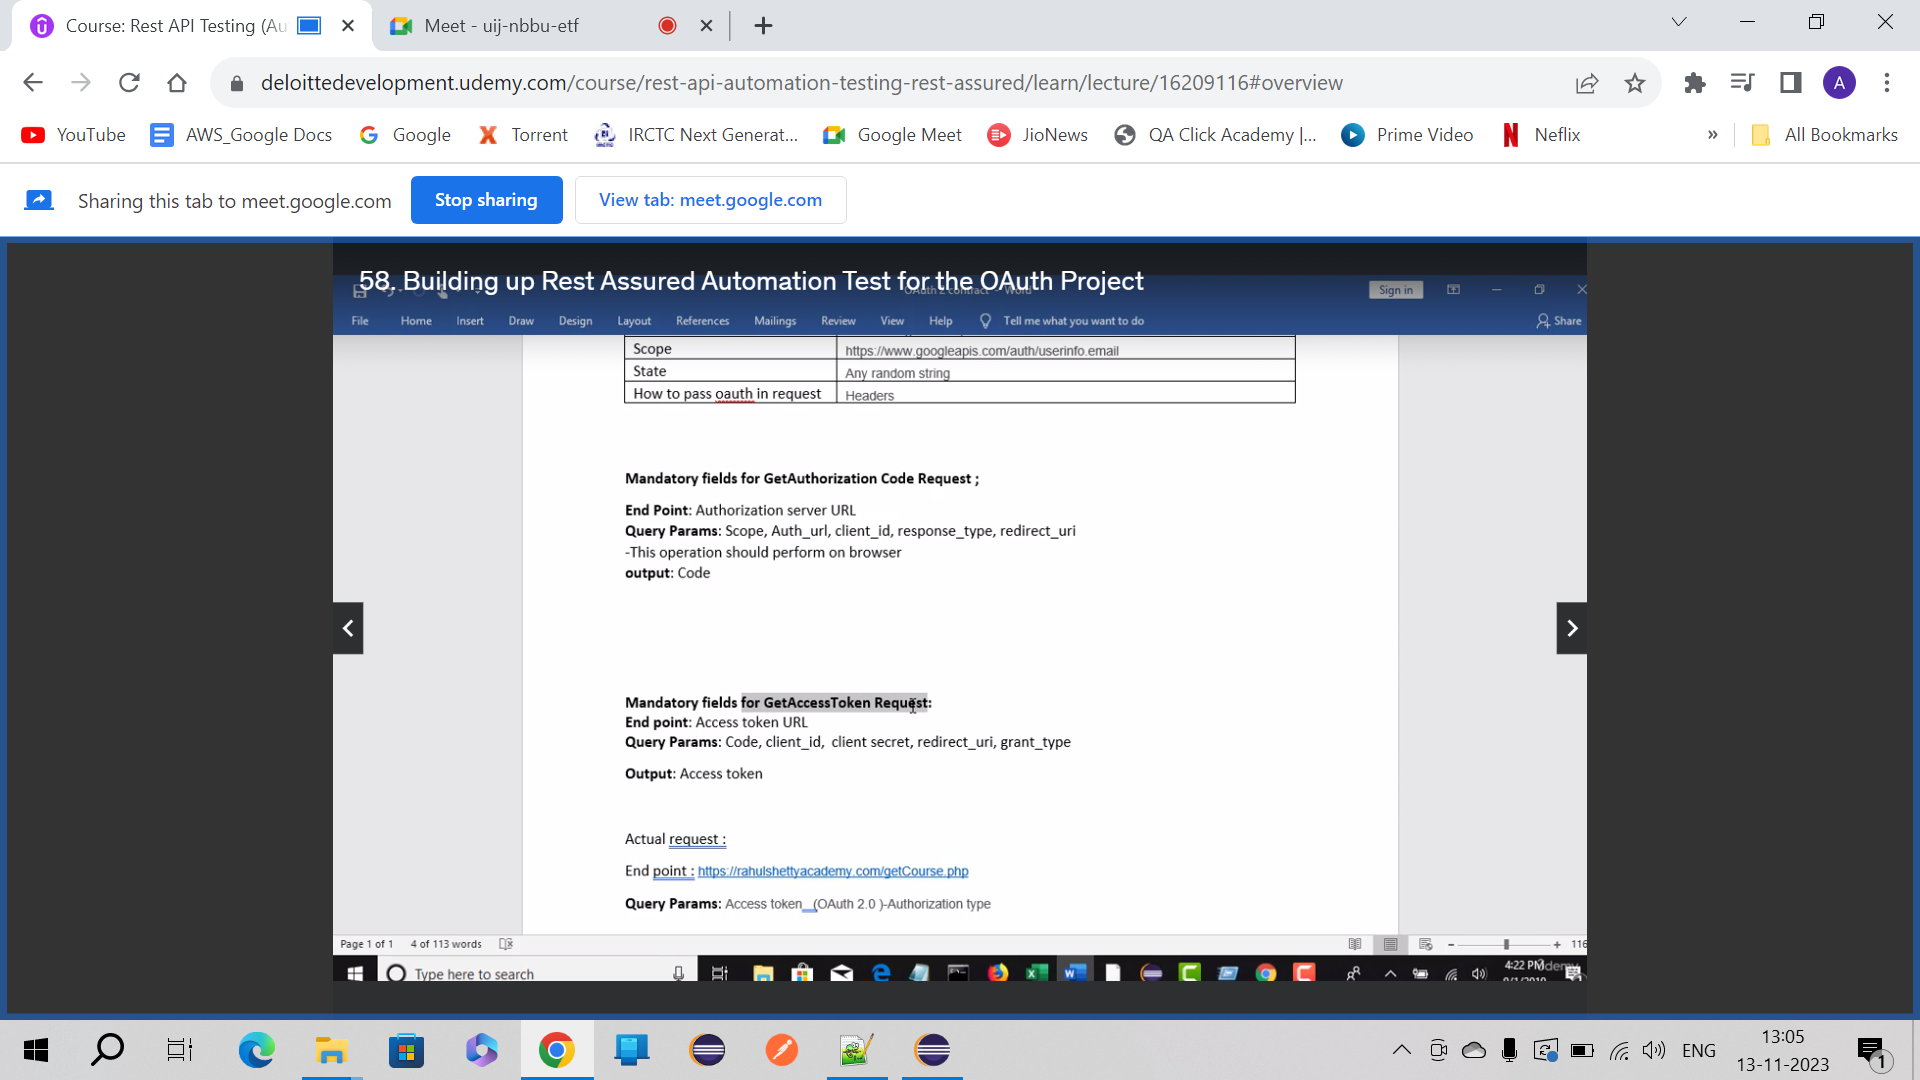 Course: Rest API Testing (Au
Meet - uij-nbbu-etf
deloittedevelopment.udemy.com/course/rest-api-automation-testing-rest-assured/learn/lecture/16209116#overview
A
YouTube
AWS_Google Docs
Google
Torrent
IRCTC Next Generat...
Google Meet
JioNews
QA Click Academy |...
Prime Video
Neflix
»
All Bookmarks
Sharing this tab to meet.google.com
Stop sharing
View tab: meet.google.com
58. Building up Rest Assured Automation Test for the OAuth Project
Sign in
File Home Insert Draw Design Layout References Mailings Review View Help Tell me what you want to do Share
Scope https://www.googleapis.com/auth/userinfo.email
State Any random string
How to pass oauth in request Headers
Mandatory fields for GetAuthorization Code Request ;
End Point: Authorization server URL
Query Params: Scope, Auth_url, client_id, response_type, redirect_uri
-This operation should perform on browser
output: Code
Mandatory fields for GetAccessToken Request:
End point: Access token URL
Query Params: Code, client_id, client secret, redirect_uri, grant_type
Output: Access token
Actual request :
End point : https://rahulshettyacademy.com/getCourse.php
Query Params: Access token (OAuth 2.0 )-Authorization type
Page 1 of 1 4 of 113 words
116
Type here to search
4:22 PM
ENG
13:05
13-11-2023
1